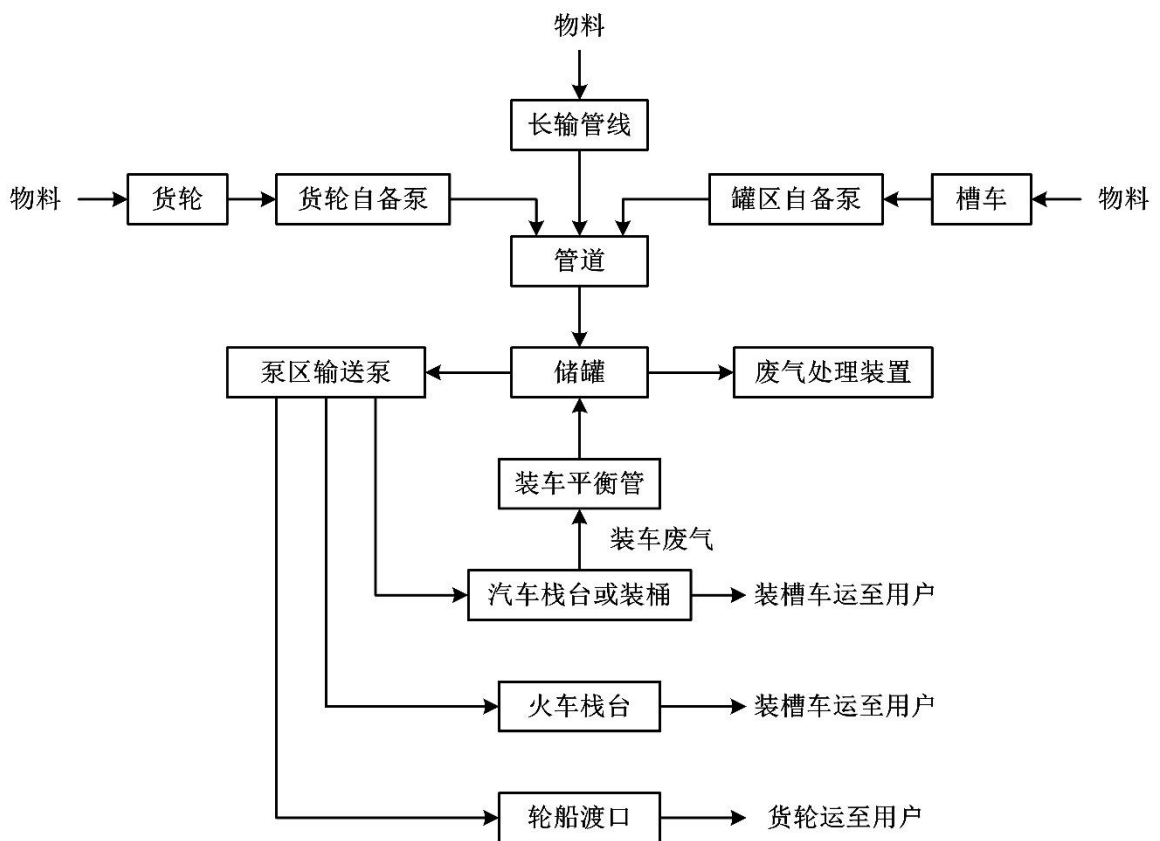 物料
长输管线
物料
货轮
货轮自备泵
罐区自备泵
槽车
物料
管道
泵区输送泵
储罐
废气处理装置
装车平衡管
装车废气
汽车栈台或装桶
装槽车运至用户
火车栈台
装槽车运至用户
轮船渡口
货轮运至用户